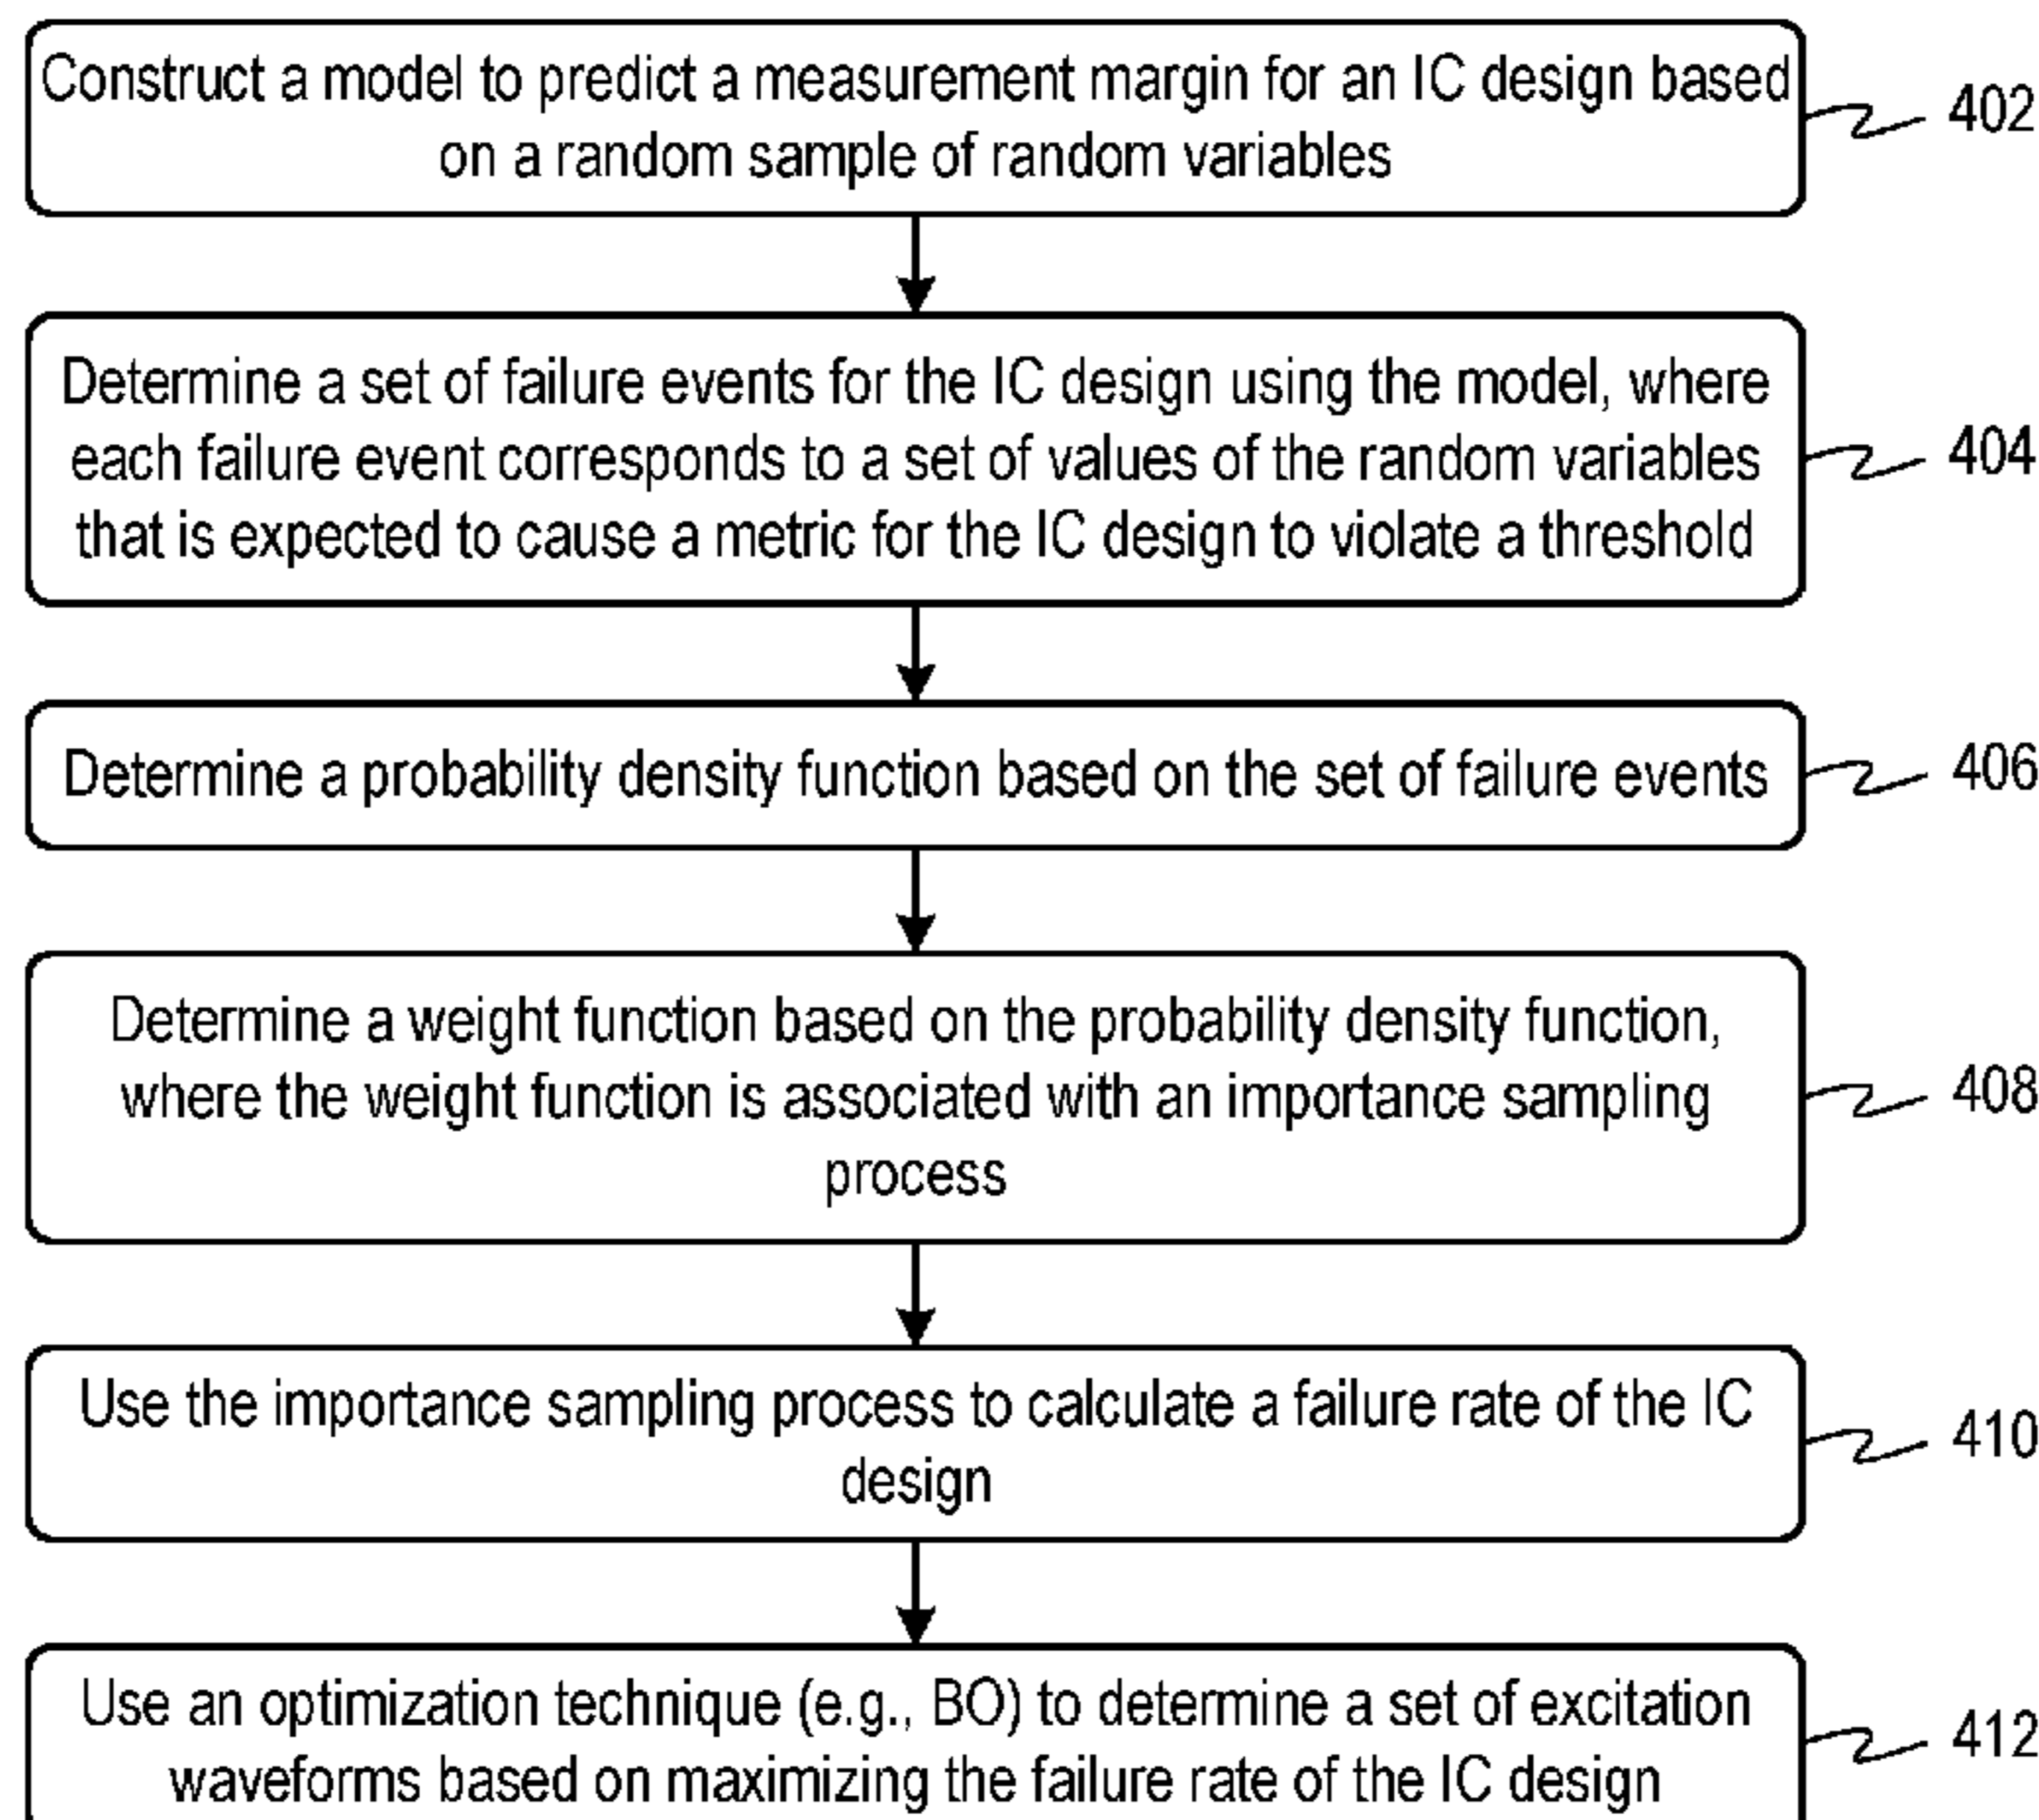 Construct a model to predict a measurement margin for an IC design based
on a random sample of random variables
402
Determine a set of failure events for the IC design using the model, where
each failure event corresponds to a set of values of the random variables
that is expected to cause a metric for the IC design to violate a threshold
404
Determine a probability density function based on the set of failure events
406
Determine a weight function based on the probability density function,
where the weight function is associated with an importance sampling
process
408
Use the importance sampling process to calculate a failure rate of the IC
design
410
Use an optimization technique (e.g., BO) to determine a set of excitation
waveforms based on maximizing the failure rate of the IC design
412